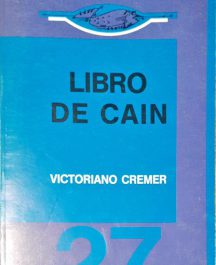 LIBRO
DE CAIN
VICTORIANO CREMER
27